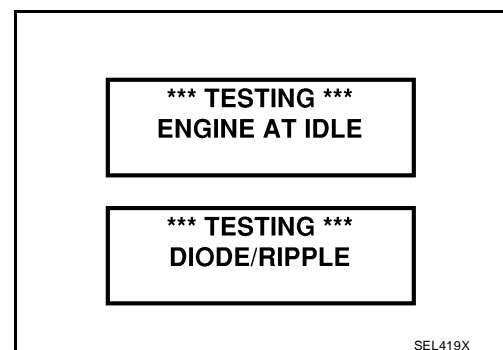 *** TESTING ***
ENGINE AT IDLE
*** TESTING ***
DIODE/RIPPLE
SEL419X